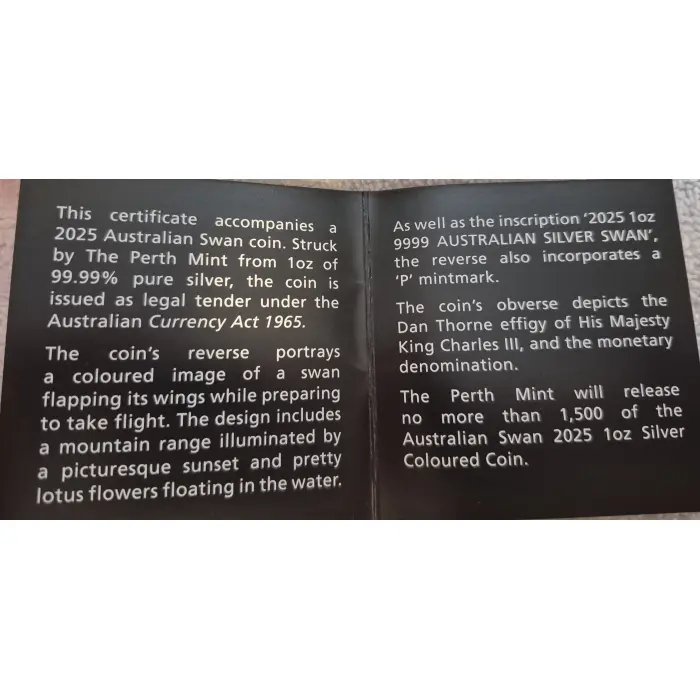 This certificate accompanies a
2025 Australian Swan coin. Struck
by The Perth Mint from 1oz of
99.99% pure silver, the coin is
issued as legal tender under the
Australian Currency Act 1965.
The coin's reverse portrays
a coloured image of a swan
flapping its wings while preparing
to take flight. The design includes
a mountain range illuminated by
a picturesque sunset and pretty
lotus flowers floating in the water.
As well as the inscription '2025 1oz
9999 AUSTRALIAN SILVER SWAN',
the reverse also incorporates a
'P' mintmark.
The coin's obverse depicts the
Dan Thorne effigy of His Majesty
King Charles III, and the monetary
denomination.
The Perth Mint will release
no more than 1,500 of the
Australian Swan 2025 1oz Silver
Coloured Coin.